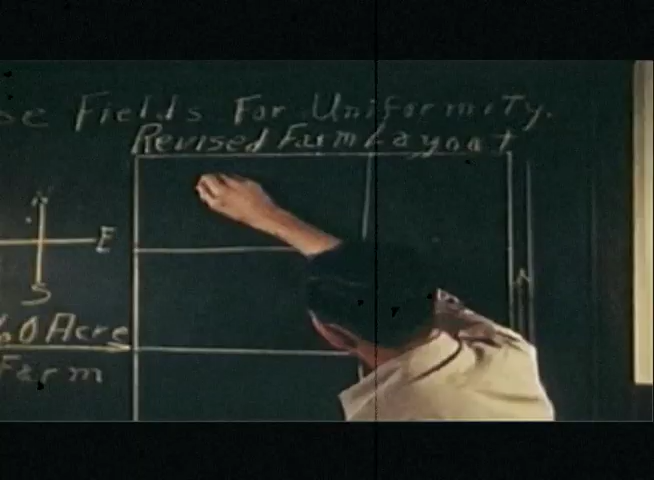 Fields For Uniformity.
Revised Farm Layout
N
E
S
0 Acre
Farm